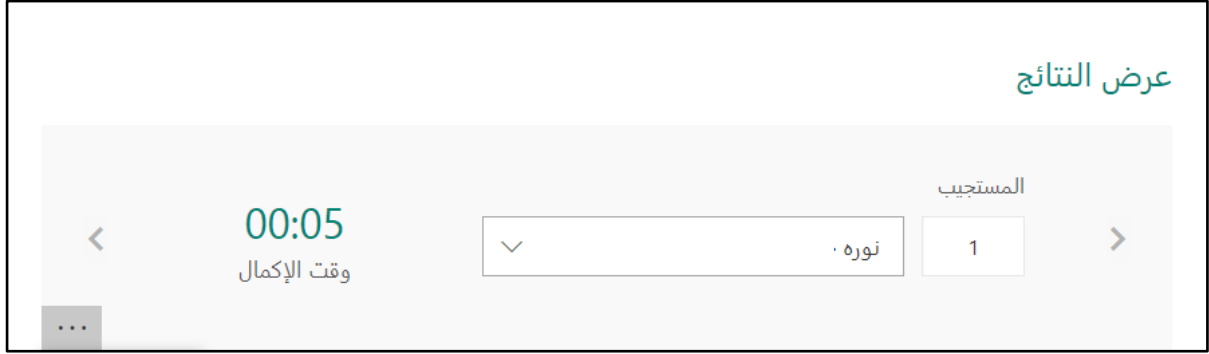 عرض النتائج
المستجيب
1
نوره
00:05
وقت الإكمال
...